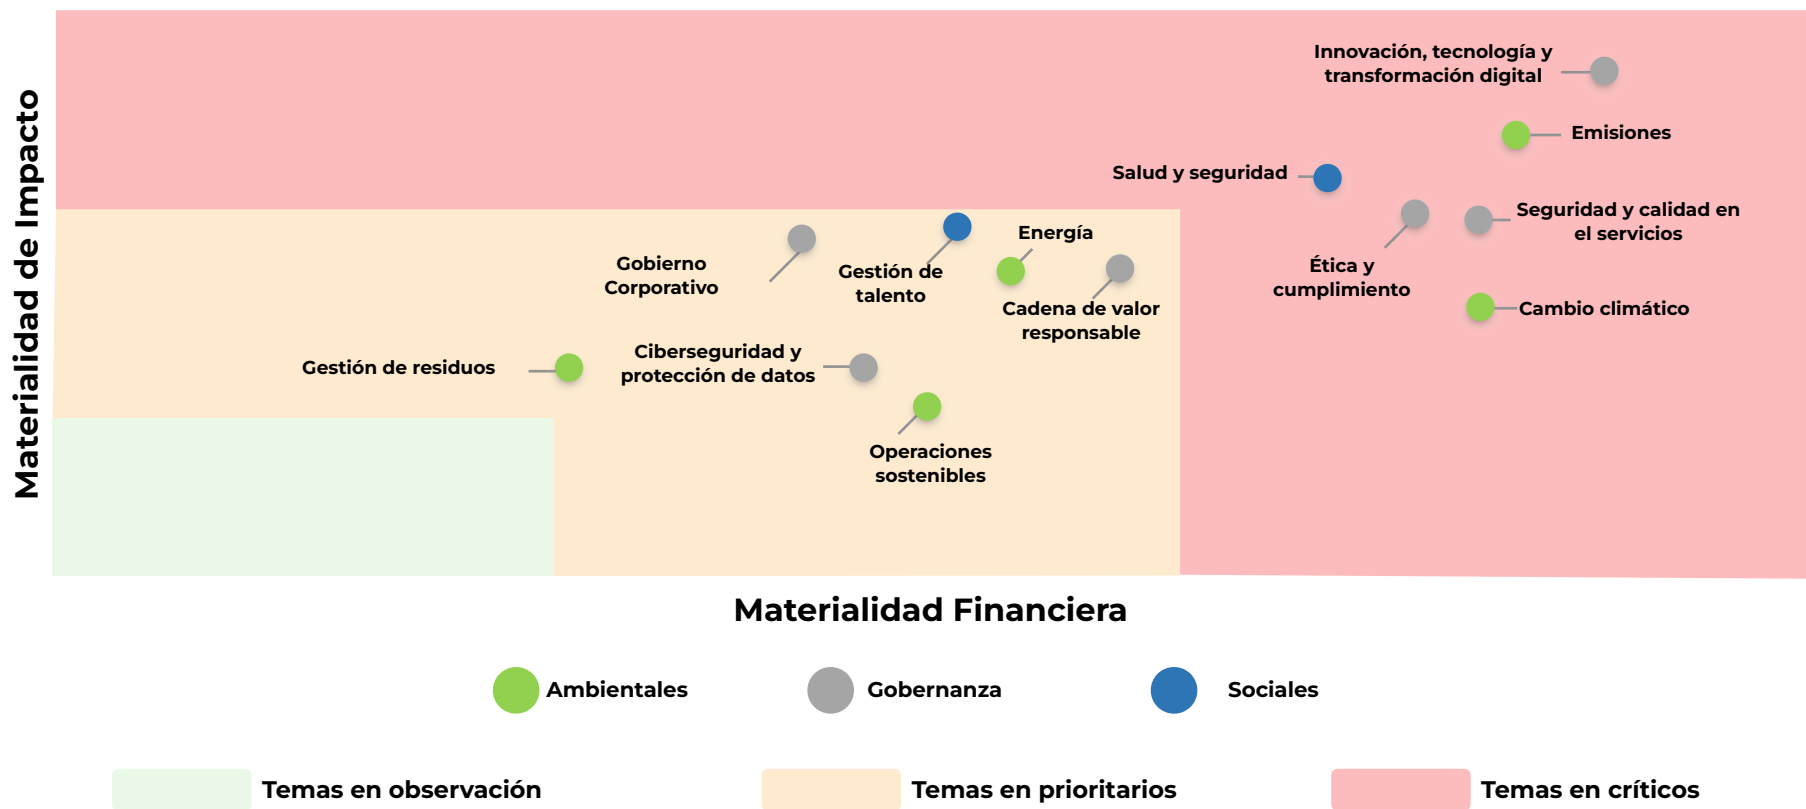 Materialidad de Impacto
Innovación, tecnología y
transformación digital
Emisiones
Salud y seguridad
Seguridad y calidad en
el servicios
Ética y
cumplimiento
Cambio climático
Energía
Gobierno
Corporativo
Gestión de
talento
Cadena de valor
responsable
Gestión de residuos
Ciberseguridad y
protección de datos
Operaciones
sostenibles
Materialidad Financiera
Ambientales
Gobernanza
Sociales
Temas en observación
Temas en prioritarios
Temas en críticos